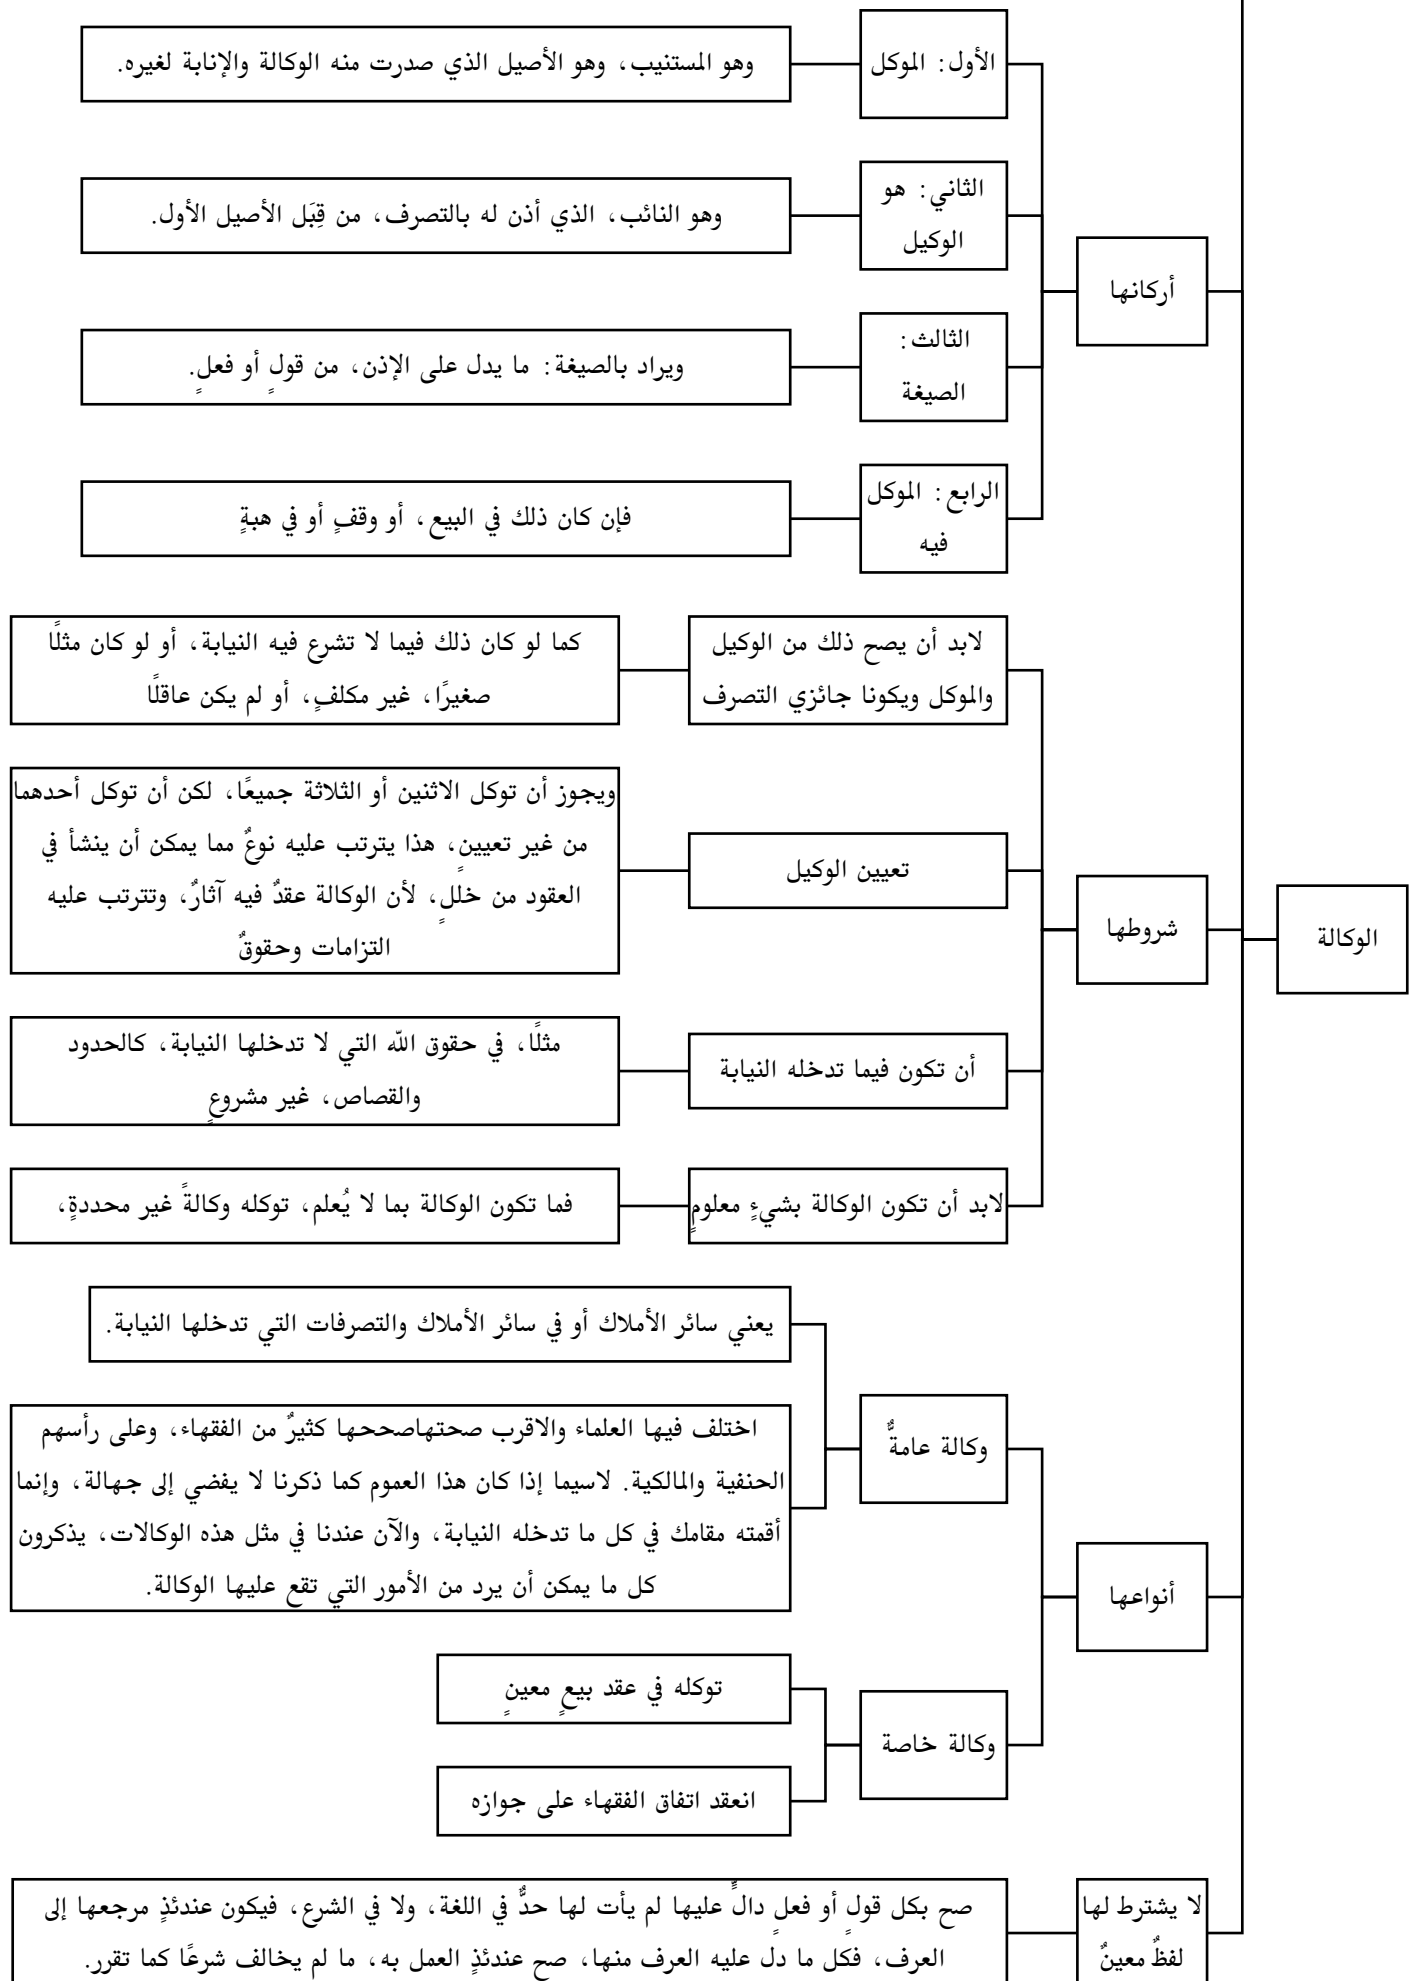 الوكالة
أركانها
الأول: الموكل
وهو المستنيب، وهو الأصيل الذي صدرت منه الوكالة والإنابة لغيره.
الثاني: هو
الوكيل
وهو النائب، الذي أذن له بالتصرف، من قِبَل الأصيل الأول.
الثالث:
الصيغة
ويراد بالصيغة: ما يدل على الإذن، من قولٍ أو فعلٍ.
الرابع: الموكل
فيه
فإن كان ذلك في البيع، أو وقفٍ أو في هبةٍ
شروطها
لابد أن يصح ذلك من الوكيل
والموكل ويكونا جائزي التصرف
كما لو كان ذلك فيما لا تشرع فيه النيابة، أو لو كان مثلًا
صغيرًا، غير مكلفٍ، أو لم يكن عاقلًا
تعيين الوكيل
ويجوز أن توكل الاثنين أو الثلاثة جميعًا، لكن أن توكل أحدهما
من غير تعيينٍ، هذا يترتب عليه نوعٌ مما يمكن أن ينشأ في
العقود من خللٍ، لأن الوكالة عقدٌ فيه آثارٌ، وتترتب عليه
التزامات وحقوقٌ
أن تكون فيما تدخله النيابة
مثلًا، في حقوق الله التي لا تدخلها النيابة، كالحدود
والقصاص، غير مشروعٍ
لابد أن تكون الوكالة بشيءٍ معلومٍ
فما تكون الوكالة بما لا يُعلم، توكله وكالةً غير محددةٍ،
أنواعها
وكالة عامةٌ
يعني سائر الأملاك أو في سائر الأملاك والتصرفات التي تدخلها النيابة.
اختلف فيها العلماء والاقرب صحتهاصححها كثيرٌ من الفقهاء، وعلى رأسهم
الحنفية والمالكية. لاسيما إذا كان هذا العموم كما ذكرنا لا يفضي إلى جهالة، وإنما
أقمته مقامك في كل ما تدخله النيابة، والآن عندنا في مثل هذه الوكالات، يذكرون
كل ما يمكن أن يرد من الأمور التي تقع عليها الوكالة.
وكالة خاصة
توكله في عقد بيعٍ معينٍ
انعقد اتفاق الفقهاء على جوازه
لا يشترط لها
لفظٌ معينٌ
صح بكل قولٍ أو فعلٍ دالٍّ عليها لم يأت لها حدٌّ في اللغة، ولا في الشرع، فيكون عندئذٍ مرجعها إلى
العرف، فكل ما دل عليه العرف منها، صح عندئذٍ العمل به، ما لم يخالف شرعًا كما تقرر.